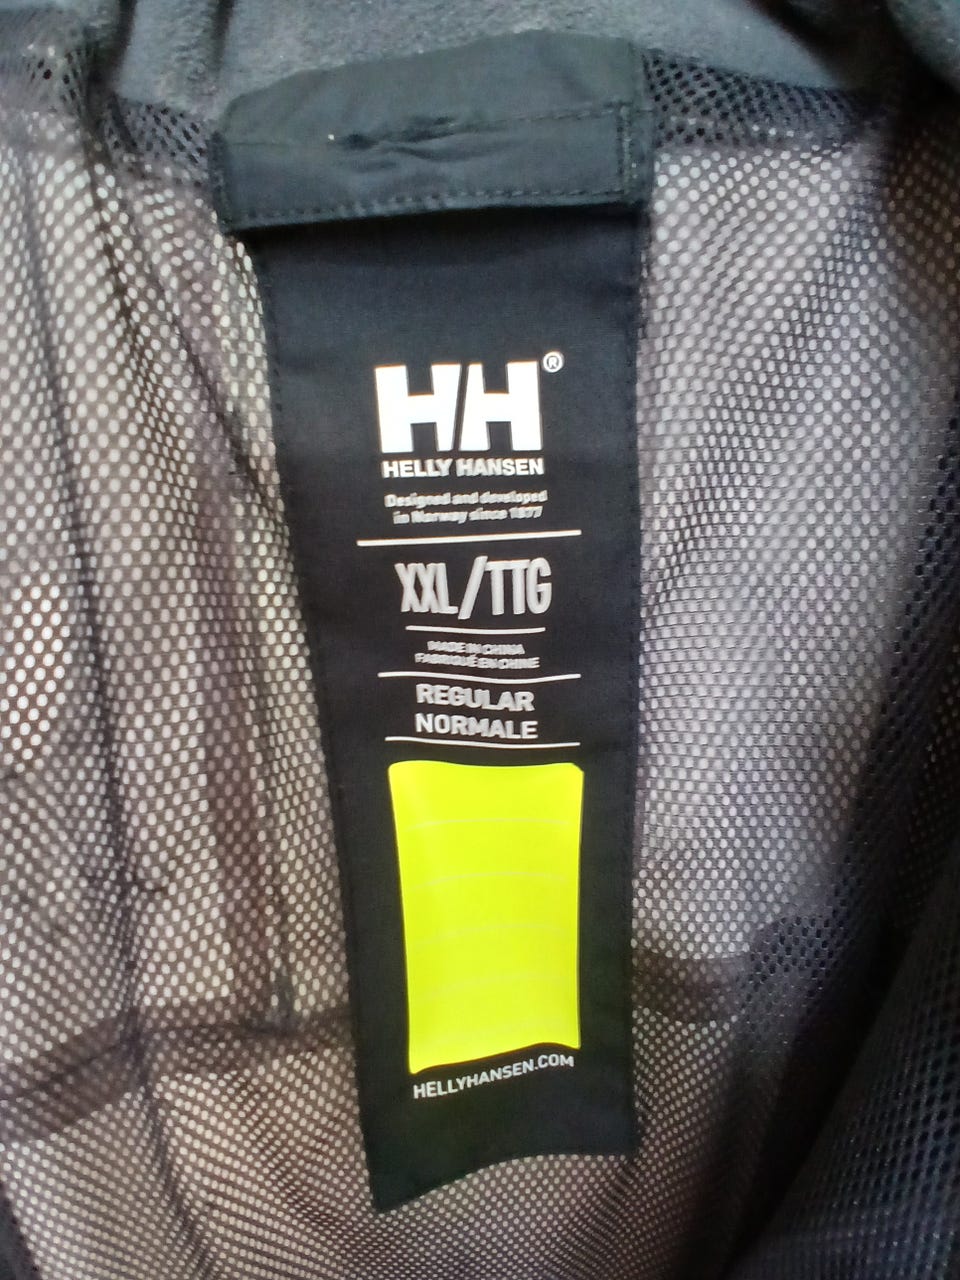 HH®
HELLY HANSEN
Designed and developed
in Norway since 1877
XXL/TTG
MADE IN CHINA
FABRIQUÉ EN CHINE
REGULAR
NORMALE
HELLYHANSEN.COM